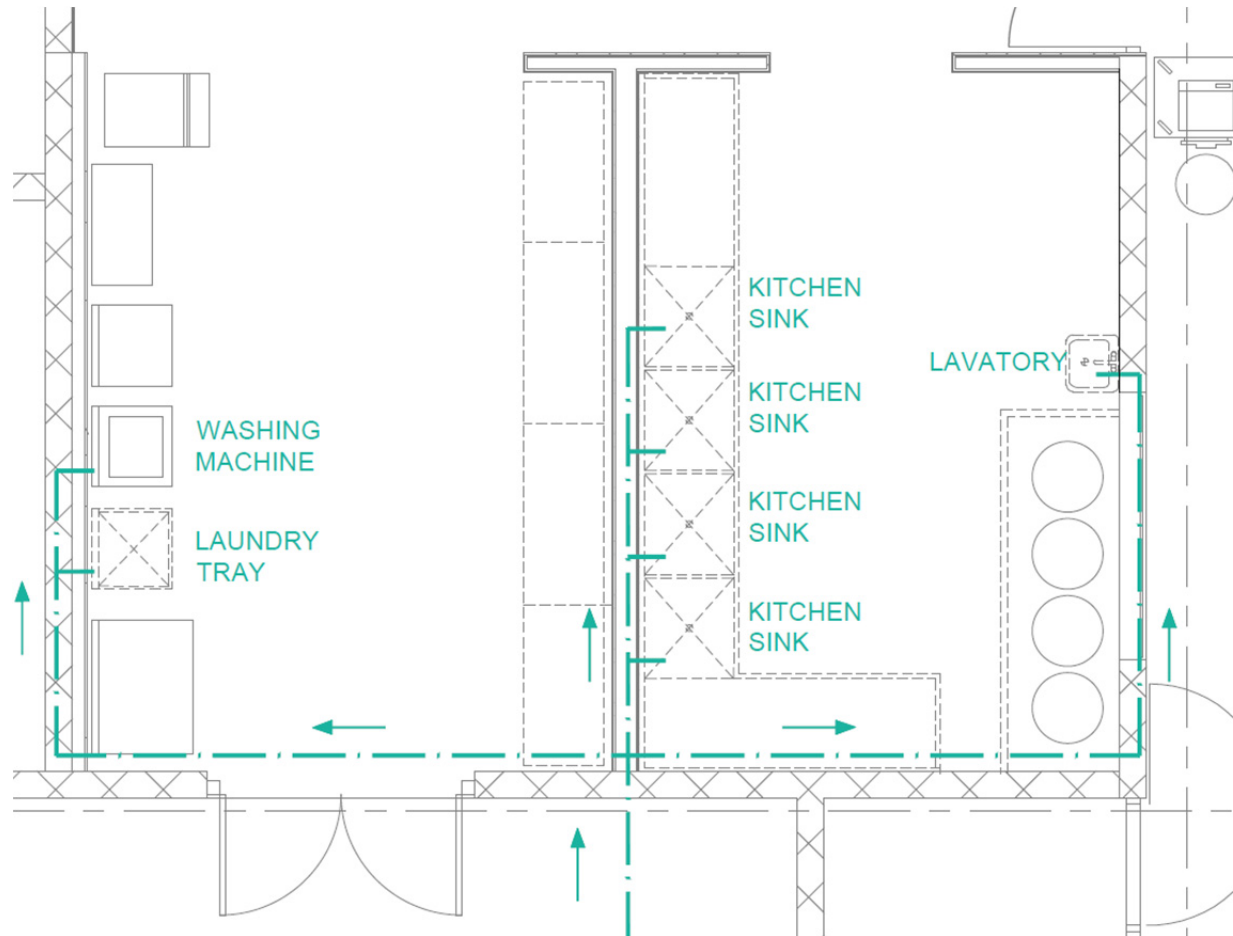 KITCHEN
SINK
LAVATORY
KITCHEN
SINK
WASHING
MACHINE
KITCHEN
SINK
LAUNDRY
TRAY
KITCHEN
SINK